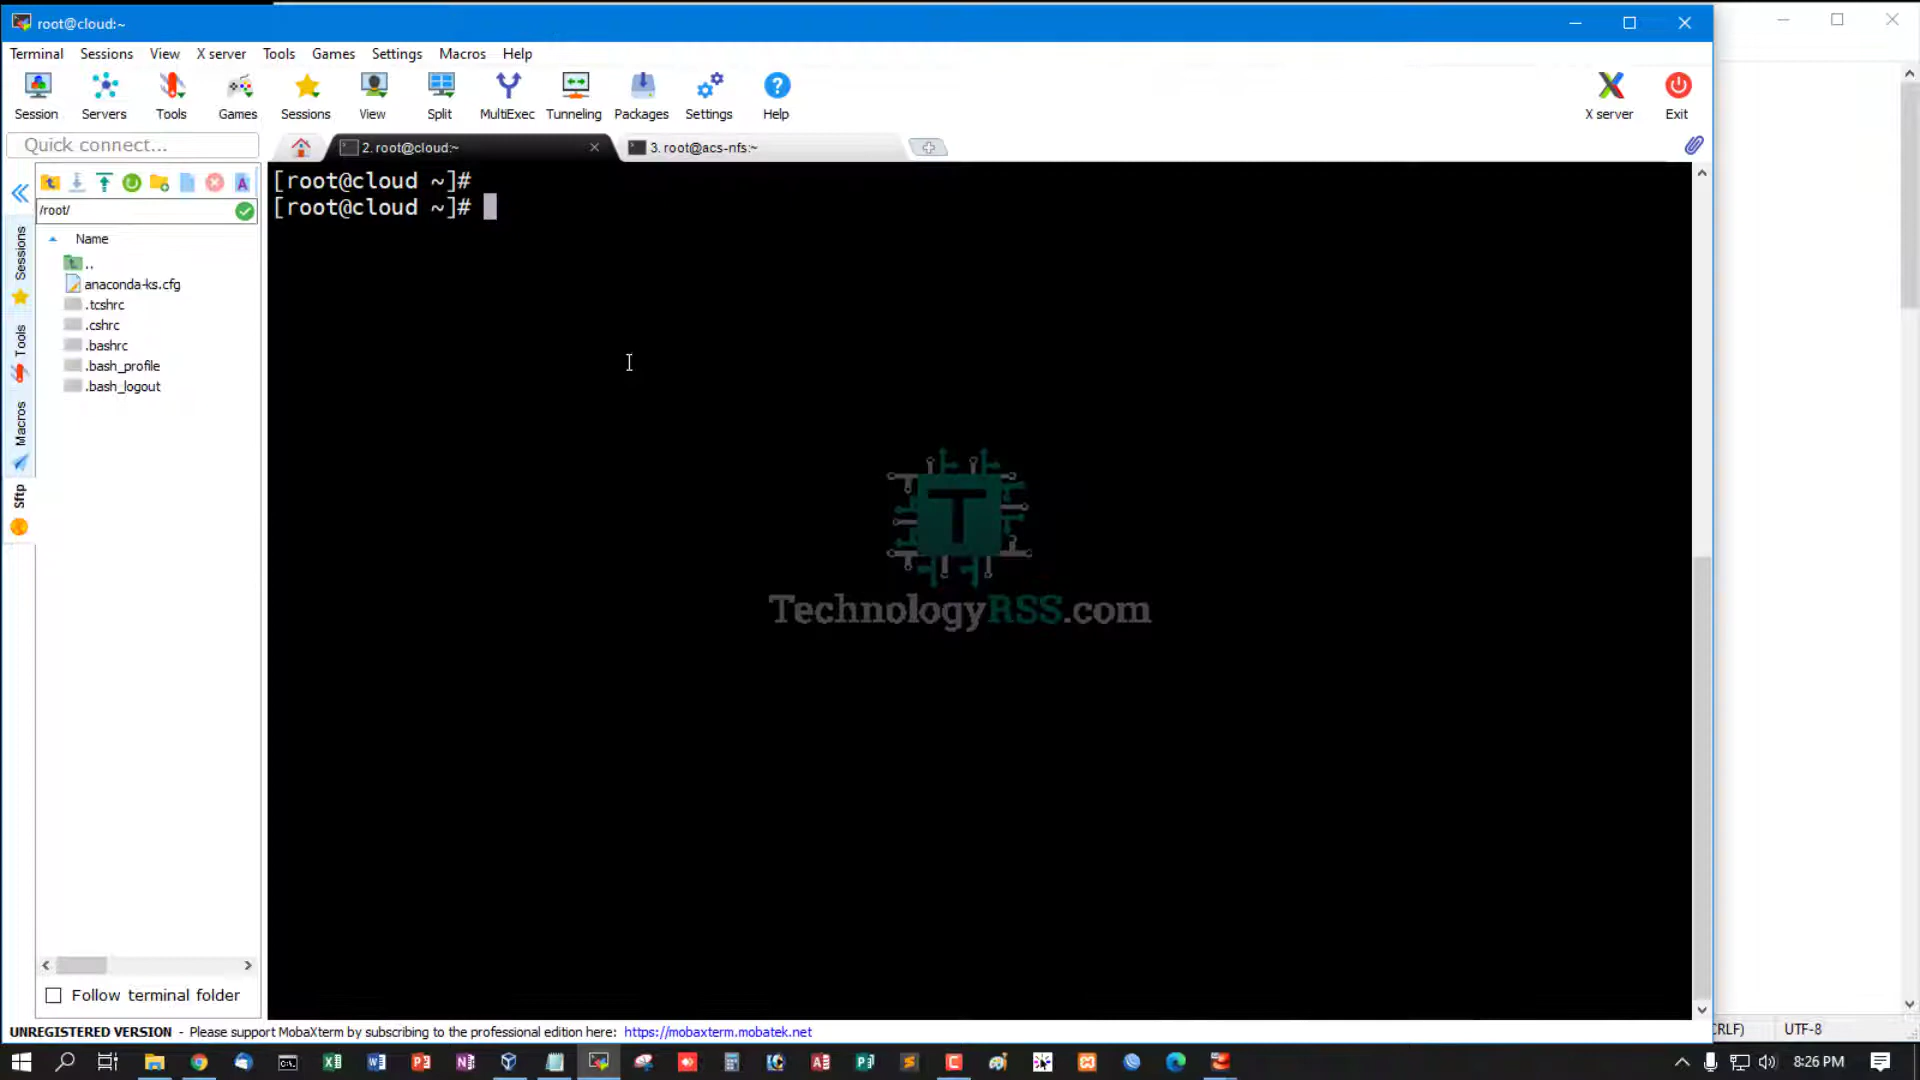 root@cloud:~
Terminal Sessions View X server Tools Games Settings Macros Help
Session Servers Tools Games Sessions View Split MultiExec Tunneling Packages Settings Help X server Exit
Quick connect...
2. root@cloud:~
3. root@acs-nfs:~
/root/
Name
..
anaconda-ks.cfg
.tcshrc
.cshrc
.bashrc
.bash_profile
.bash_logout
Sessions
Tools
Macros
Sftp
[root@cloud ~]#
[root@cloud ~]#
T
TechnologyRSS.com
Follow terminal folder
UNREGISTERED VERSION - Please support MobaXterm by subscribing to the professional edition here: https://mobaxterm.mobatek.net
CRLF) UTF-8
8:26 PM